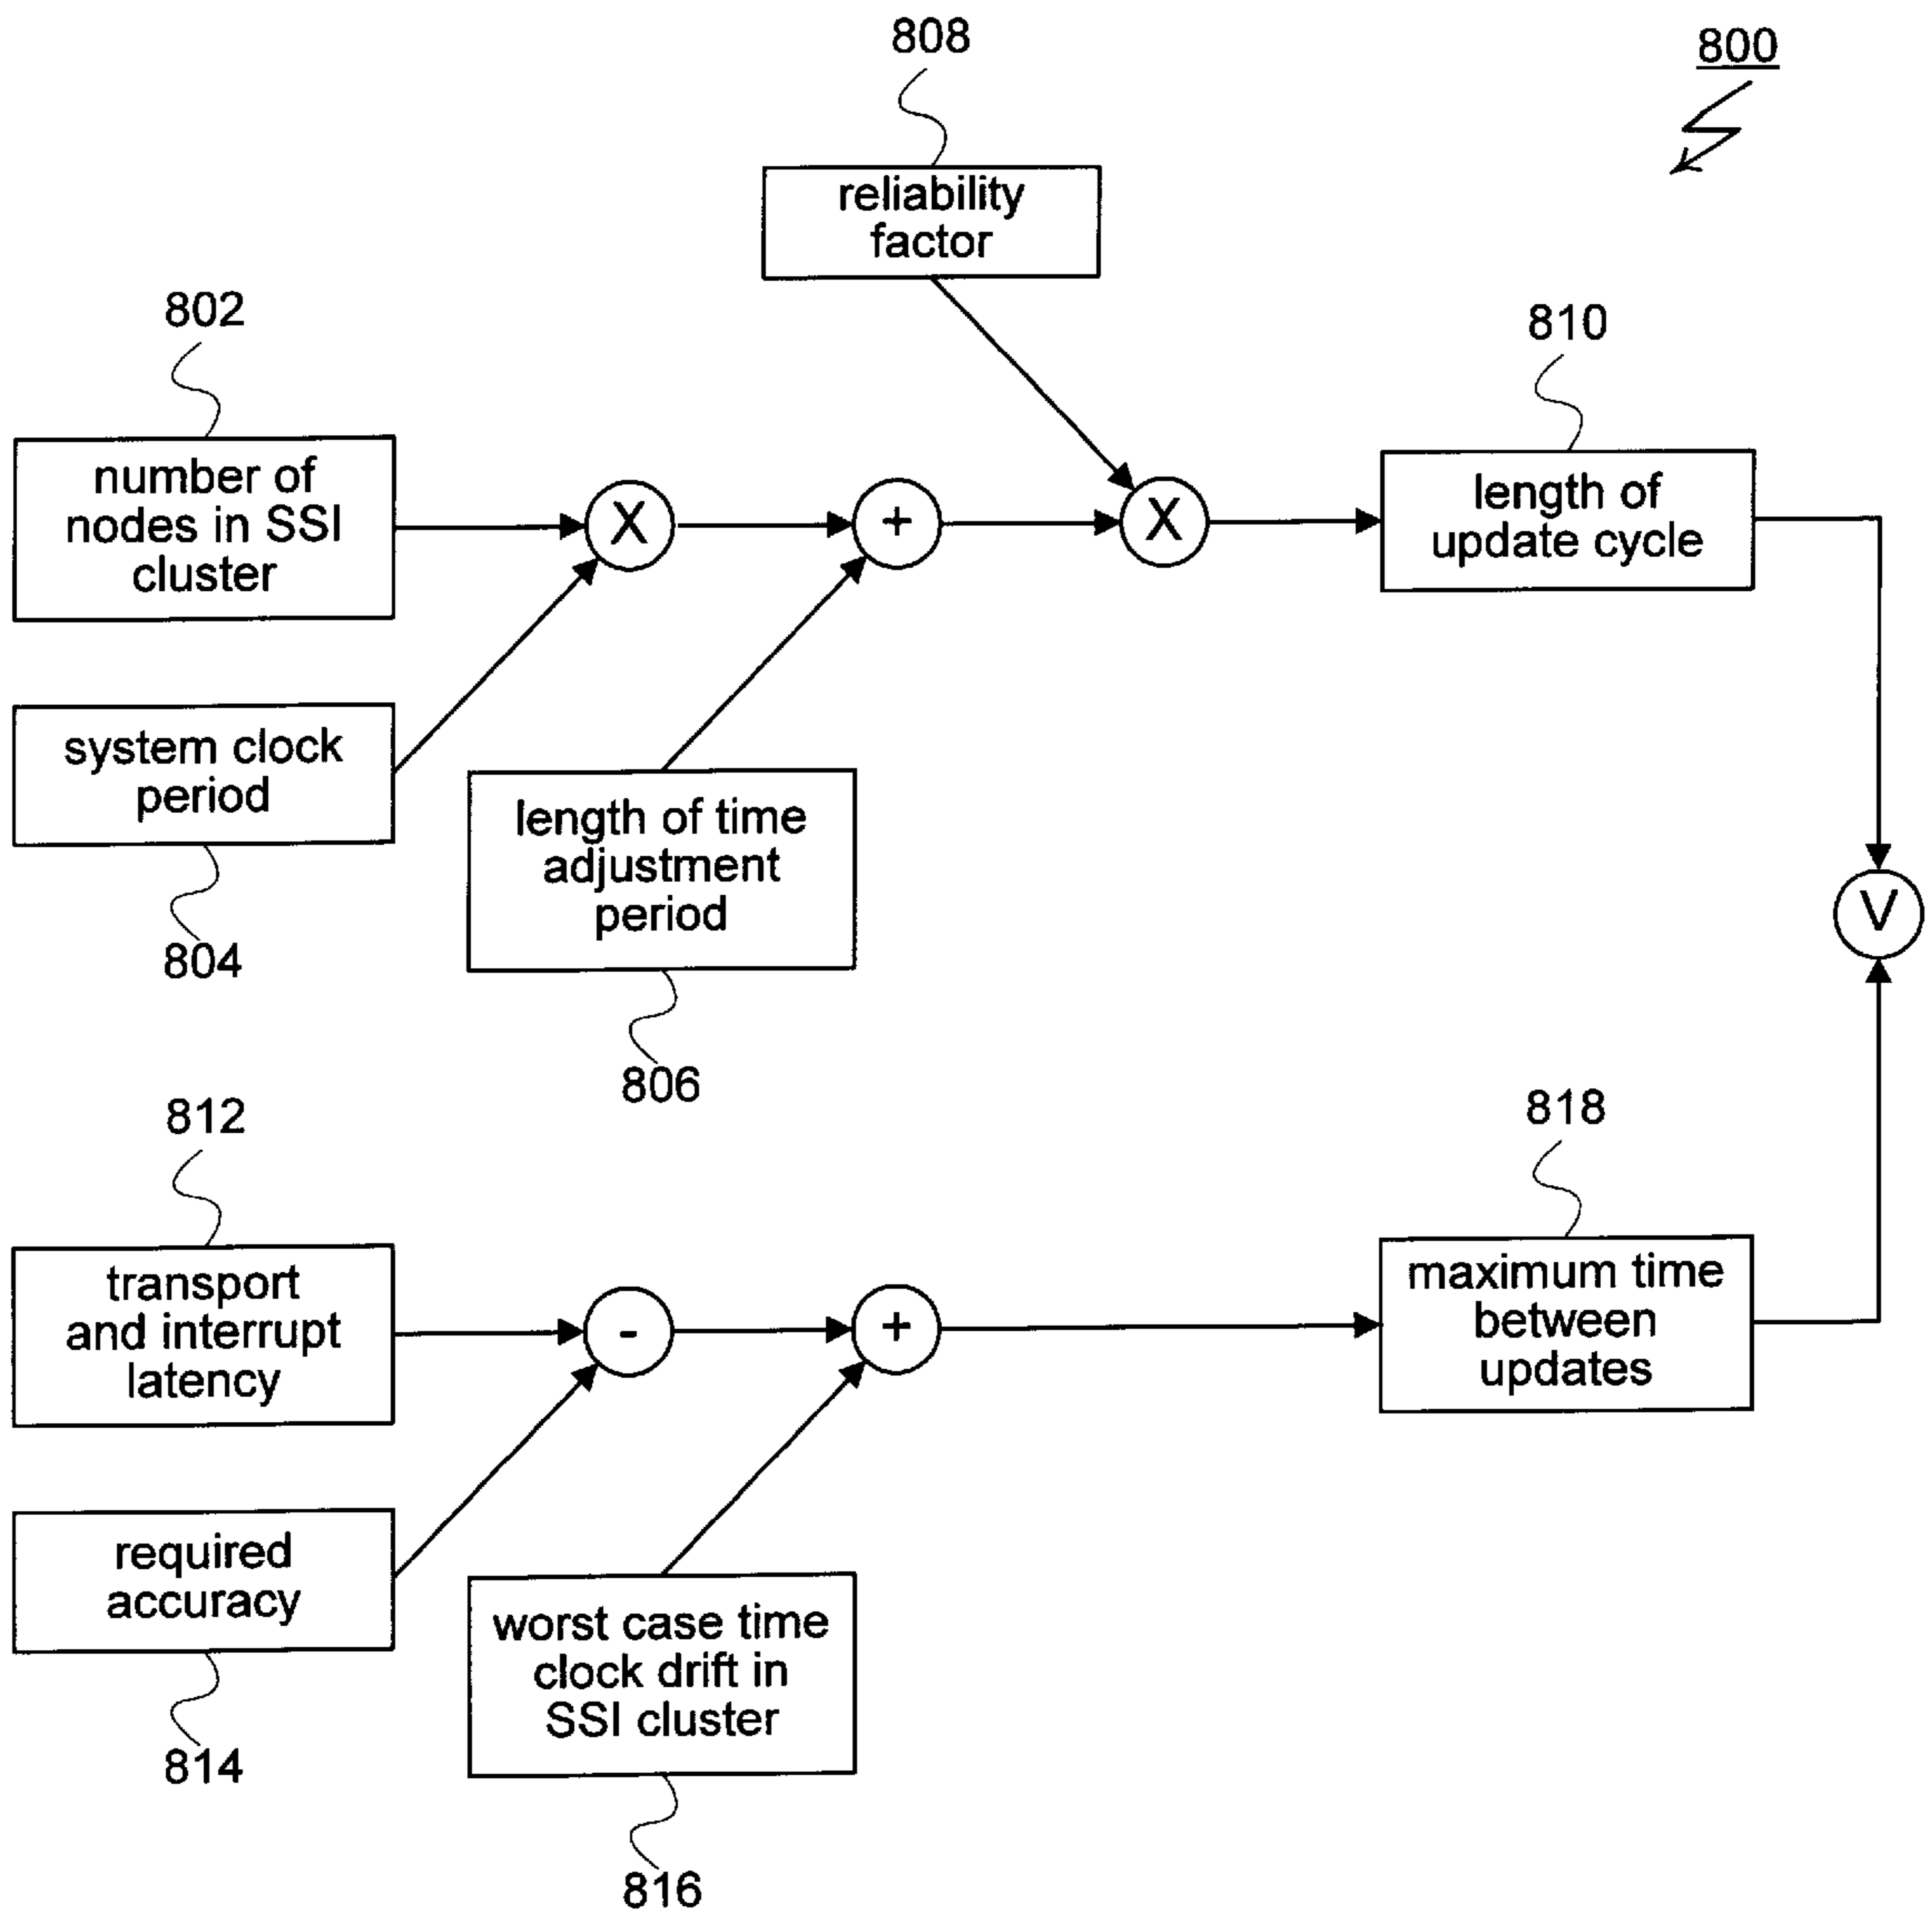 808
800
reliability
factor
802
810
number of
nodes in SSI
cluster
X
+
X
length of
update cycle
system clock
period
length of time
adjustment
period
V
804
806
812
818
transport
and interrupt
latency
-
+
maximum time
between
updates
required
accuracy
worst case time
clock drift in
SSI cluster
814
816